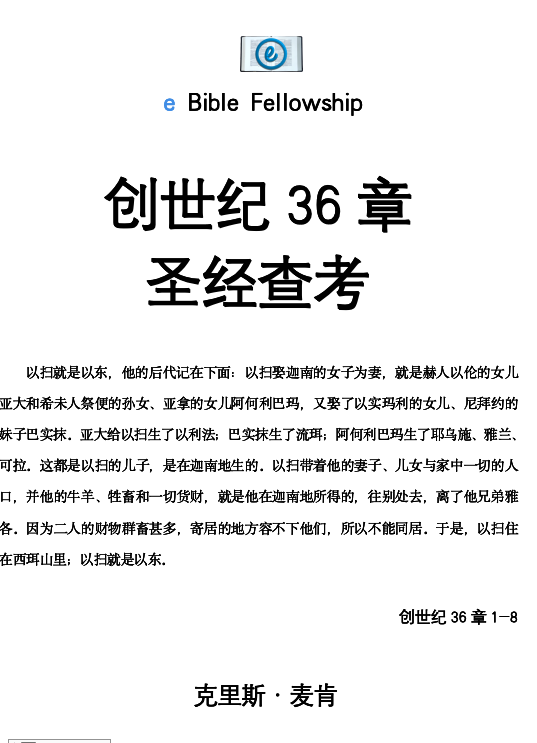 e
e Bible Fellowship
创世纪 36 章
圣经查考
以扫就是以东，他的后代记在下面：以扫娶迦南的女子为妻，就是赫人以伦的女儿
亚大和希未人祭便的孙女、亚拿的女儿阿何利巴玛，又娶了以实玛利的女儿、尼拜约的
妹子巴实抹．亚大给以扫生了以利法；巴实抹生了流珥；阿何利巴玛生了耶乌施、雅兰、
可拉．这都是以扫的儿子，是在迦南地生的．以扫带着他的妻子、儿女与家中一切的人
口，并他的牛羊、牲畜和一切货财，就是他在迦南地所得的，往别处去，离了他兄弟雅
各．因为二人的财物群畜甚多，寄居的地方容不下他们，所以不能同居．于是，以扫住
在西珥山里；以扫就是以东．
创世纪 36 章 1-8
克里斯 · 麦肯